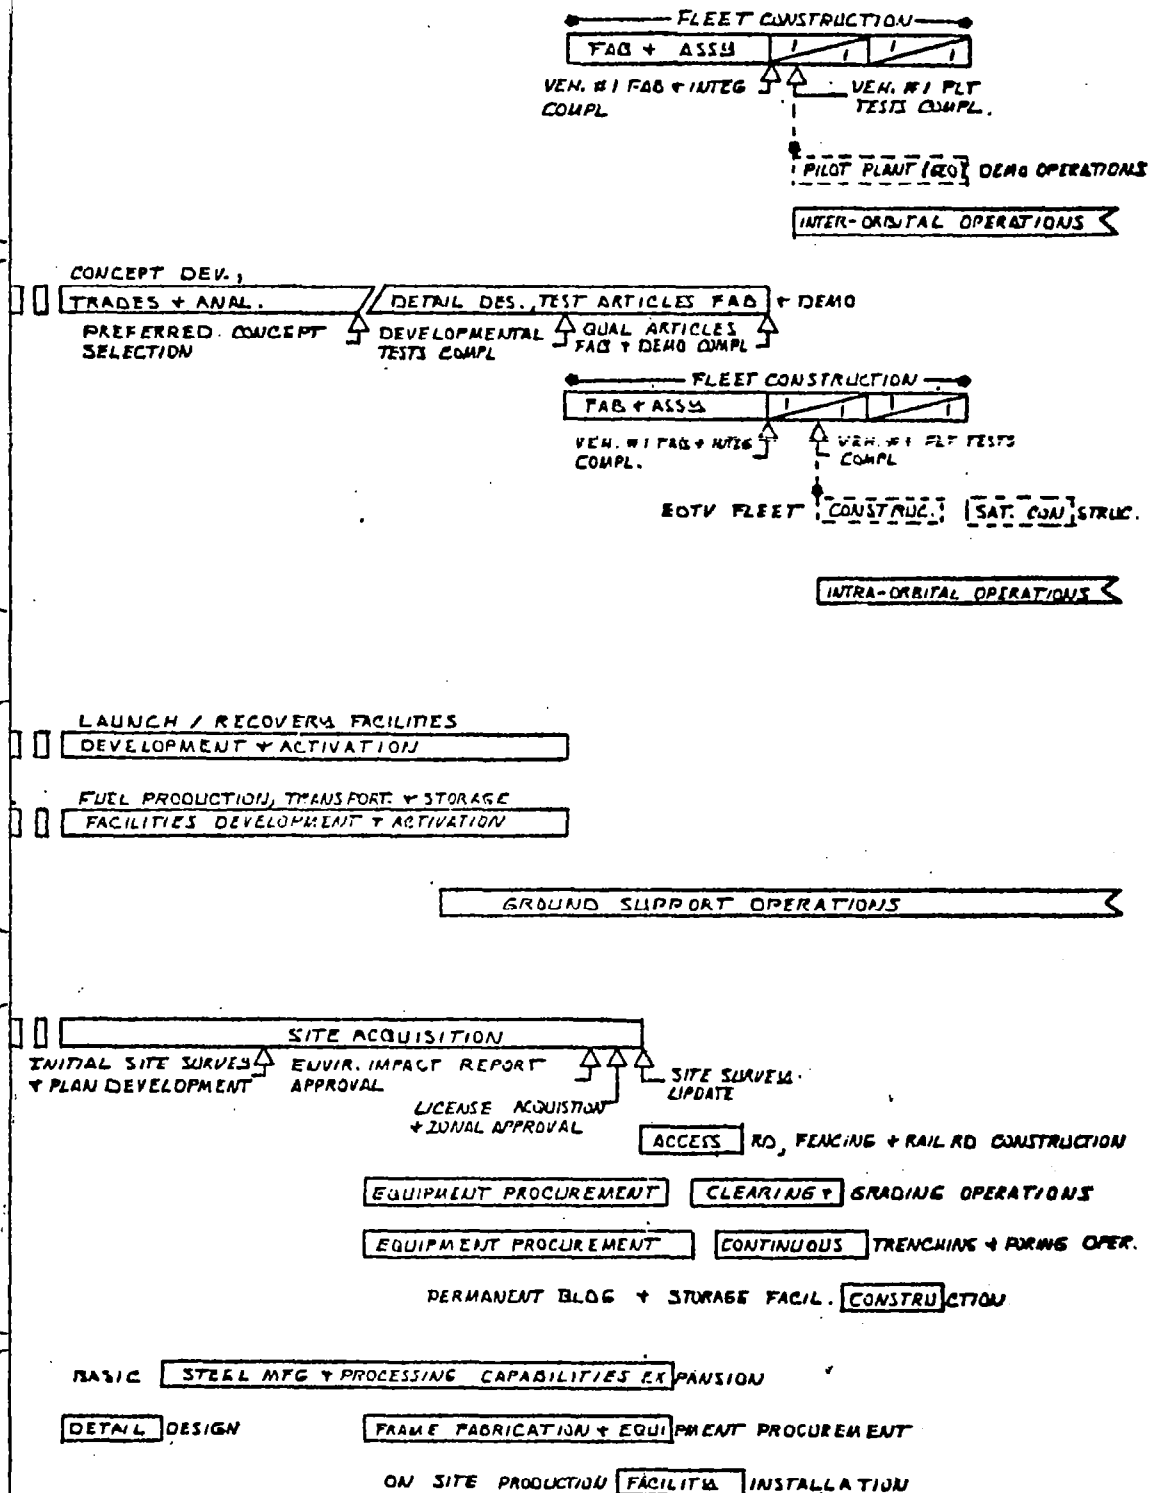 FLEET CONSTRUCTION
FAB + ASSY
VEH. #1 FAB + INTEG
COMPL
VEH. #1 FLT
TESTS COMPL.
PILOT PLANT (GEO) DEMO OPERATIONS
INTER-ORBITAL OPERATIONS
CONCEPT DEV.,
TRADES + ANAL.
DETAIL DES., TEST ARTICLES FAB + DEMO
PREFERRED CONCEPT
SELECTION
DEVELOPMENTAL
TESTS COMPL
QUAL ARTICLES
FAB + DEMO COMPL
FLEET CONSTRUCTION
FAB + ASSY
VEH. #1 FAB + INTEG
COMPL.
VEH. #1 FLT TESTS
COMPL
EOTV FLEET CONSTRUC.
SAT. CONSTRUC.
INTRA-ORBITAL OPERATIONS
LAUNCH / RECOVERY FACILITIES
DEVELOPMENT + ACTIVATION
FUEL PRODUCTION, TRANSPORT. + STORAGE
FACILITIES DEVELOPMENT + ACTIVATION
GROUND SUPPORT OPERATIONS
SITE ACQUISITION
INITIAL SITE SURVEY
+ PLAN DEVELOPMENT
ENVIR. IMPACT REPORT
APPROVAL
LICENSE ACQUISTION
+ ZONAL APPROVAL
SITE SURVEY
UPDATE
ACCESS RD, FENCING + RAIL RD CONSTRUCTION
EQUIPMENT PROCUREMENT
CLEARING + GRADING OPERATIONS
EQUIPMENT PROCUREMENT
CONTINUOUS TRENCHING + PORING OPER.
PERMANENT BLDG + STORAGE FACIL. CONSTRUCTION
BASIC STEEL MFG + PROCESSING CAPABILITIES EXPANSION
DETAIL DESIGN
FRAME FABRICATION + EQUIPMENT PROCUREMENT
ON SITE PRODUCTION INSTALLATION